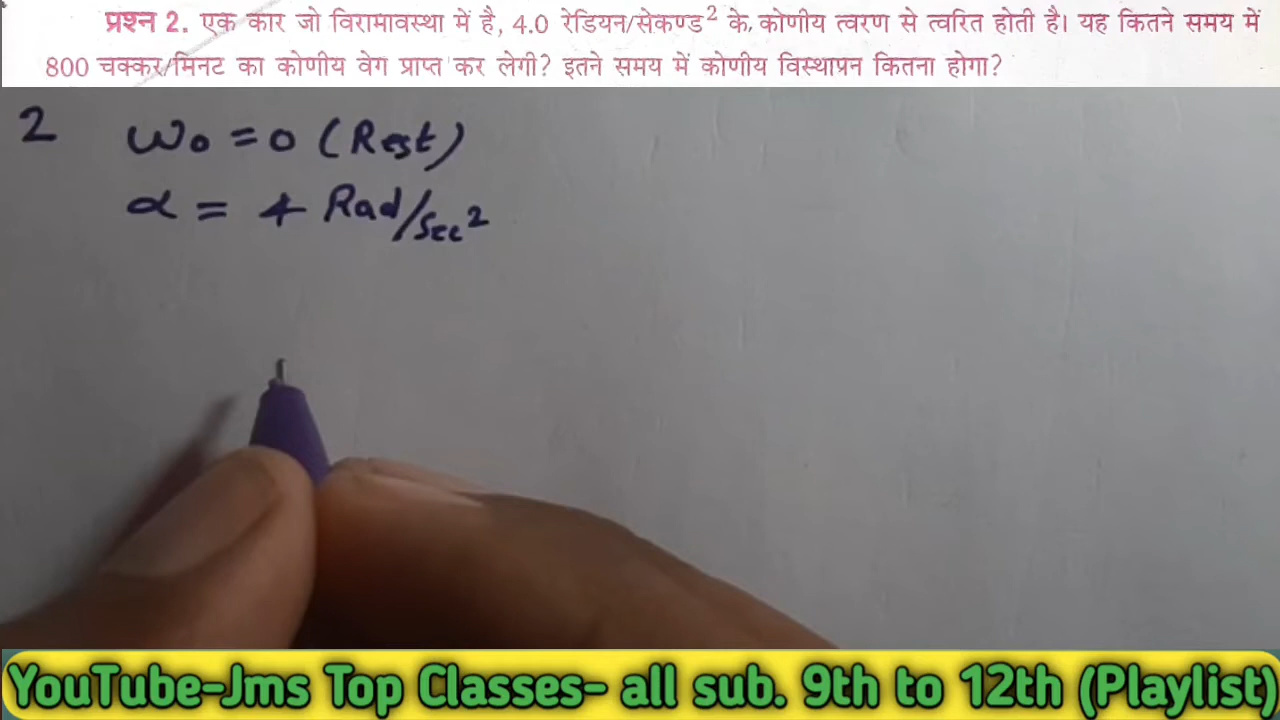 प्रश्न 2. एक कार जो विरामावस्था में है, 4.0 रेडियन/सेकण्ड² के, कोणीय त्वरण से त्वरित होती है। यह कितने समय में
800 चक्कर/मिनट का कोणीय वेग प्राप्त कर लेगी? इतने समय में कोणीय विस्थापन कितना होगा?
2 ω₀ = 0 (Rest)
α = 4 Rad/Sec²
YouTube-Jms Top Classes- all sub. 9th to 12th (Playlist)